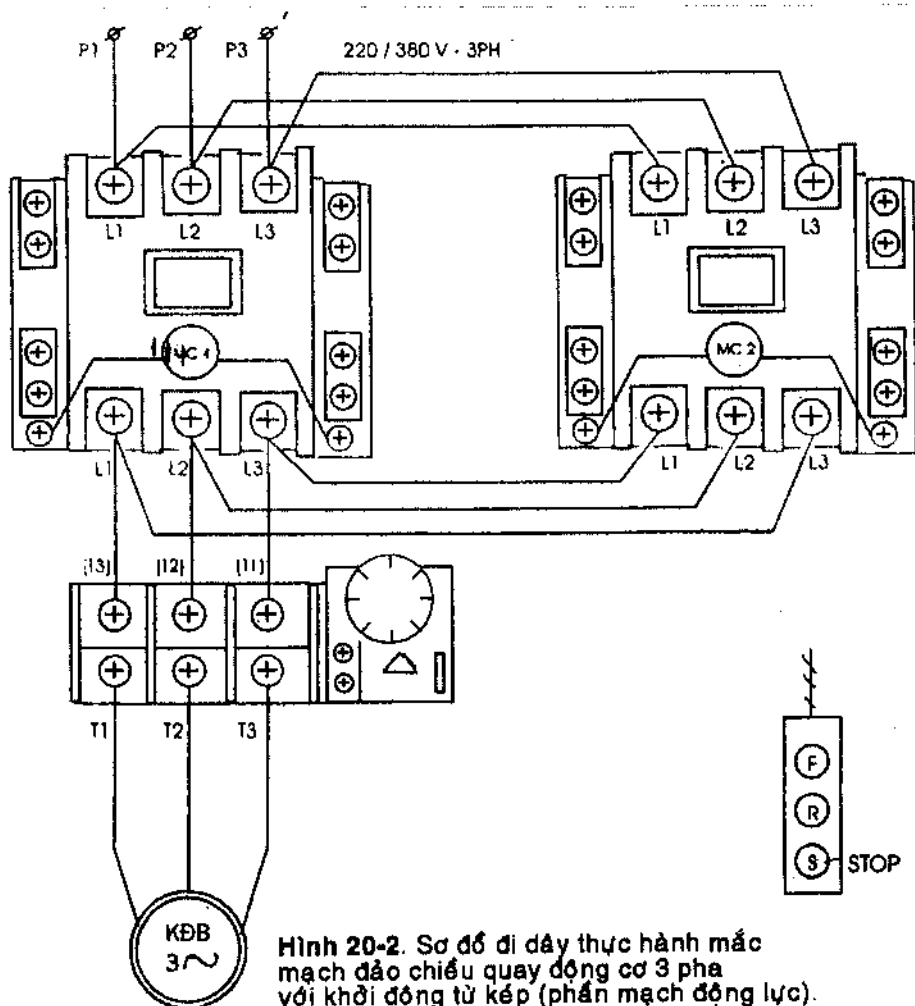 P1 P2 P3 220 / 380 V - 3PH
L1 L2 L3
L1 L2 L3
MC 2
L1 L2 L3
L1 L2 L3
(13) (12) (11)
T1 T2 T3
F
R
S STOP
KĐB
3~
Hình 20-2. Sơ đồ đi dây thực hành mắc
mạch đảo chiều quay động cơ 3 pha
với khởi động từ kép (phần mạch động lực).